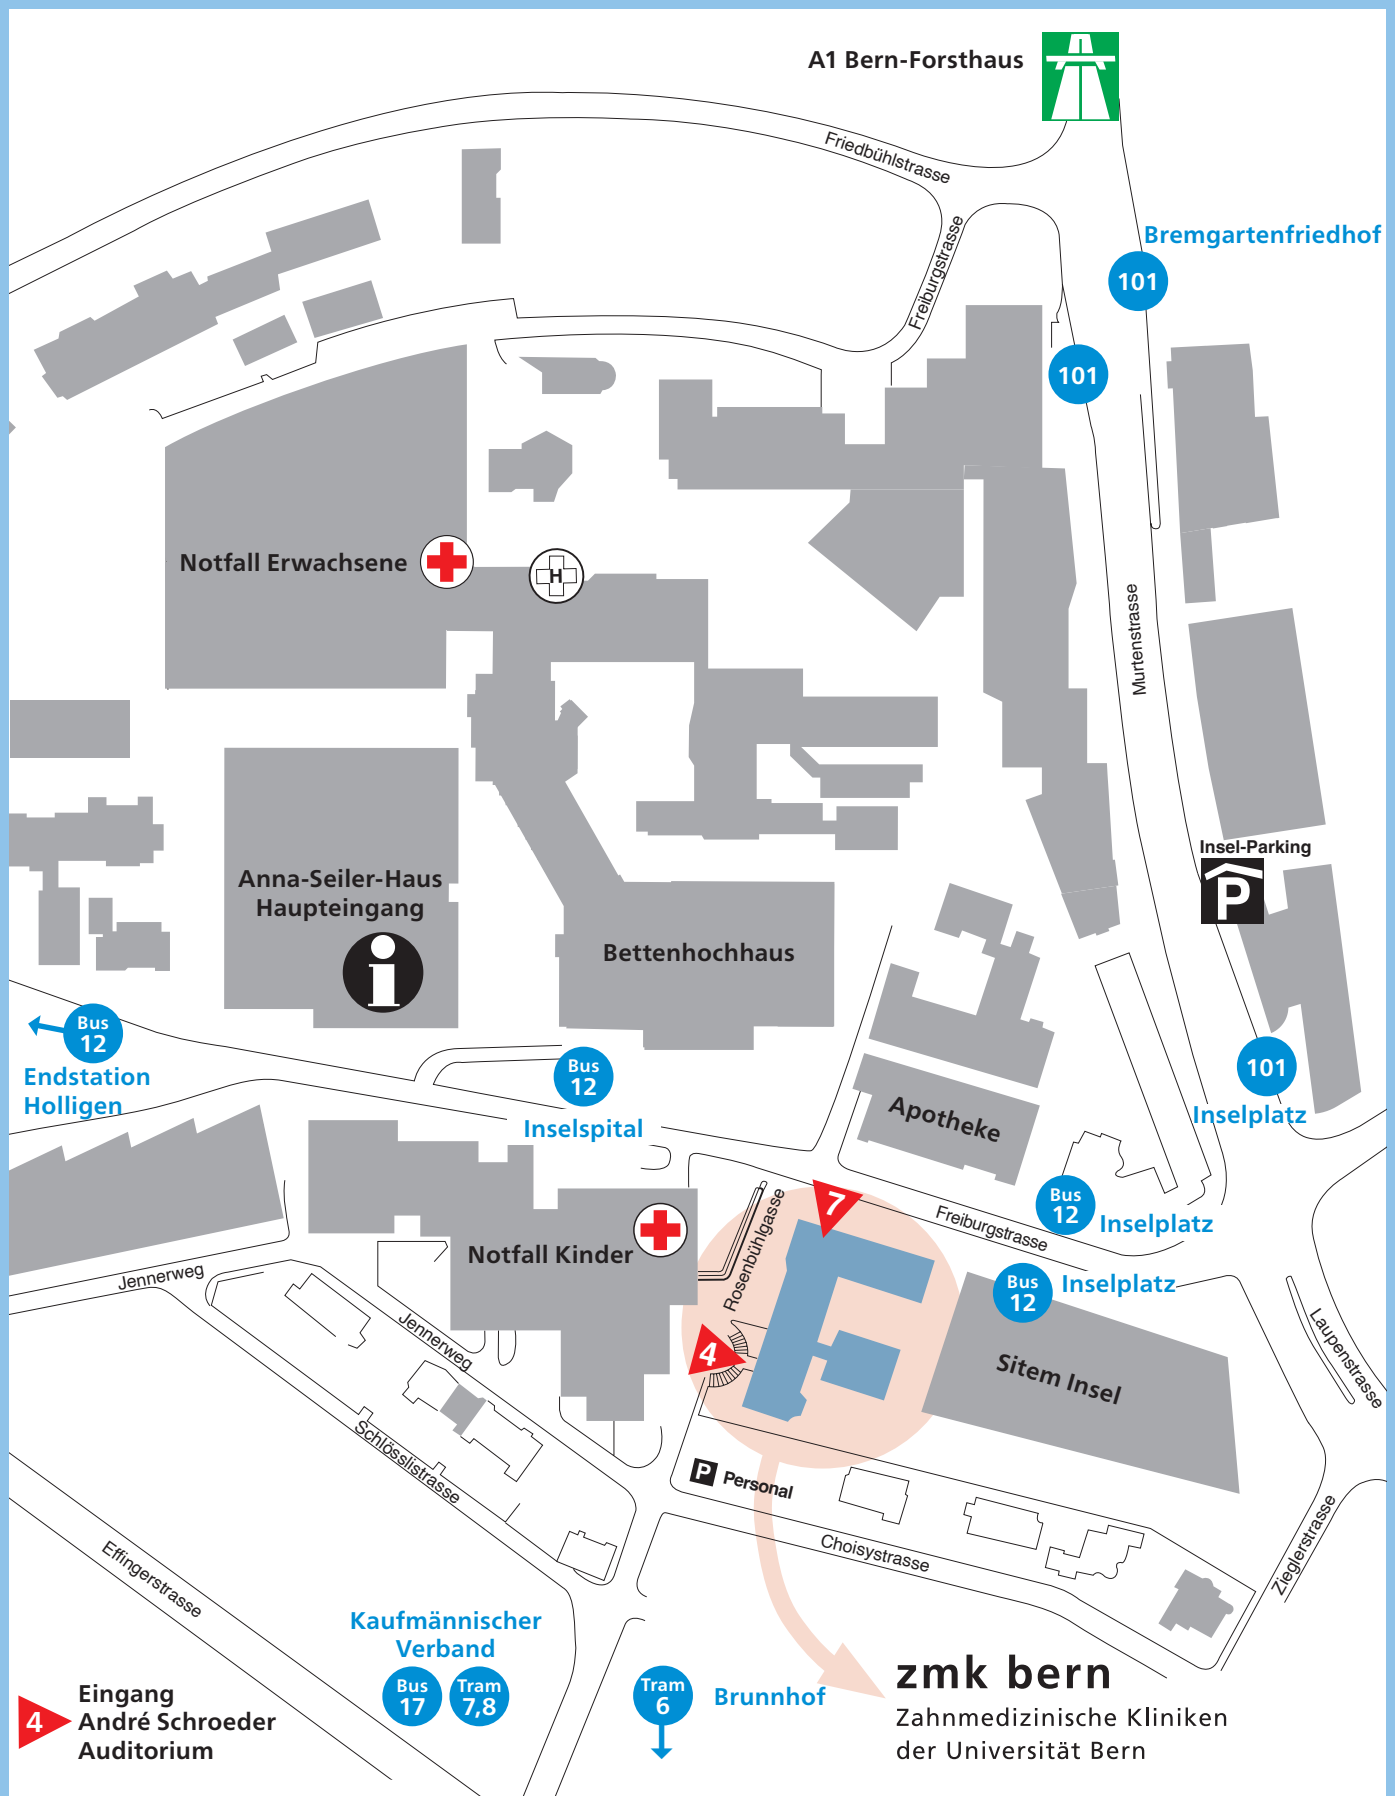 A1 Bern-Forsthaus
Friedbühlstrasse
Freiburgstrasse
Bremgartenfriedhof
101
101
Notfall Erwachsene
H
Murtenstrasse
Insel-Parking
P
Anna-Seiler-Haus
Haupteingang
i
Bettenhochhaus
Bus
12
Endstation
Holligen
Bus
12
Inselspital
Apotheke
101
Inselplatz
Bus
12
Inselplatz
7
Freiburgstrasse
Rosenbühlgasse
Notfall Kinder
Bus
12
Inselplatz
Jennerweg
Jennerweg
4
Sitem Insel
Laupenstrasse
Schlösslistrasse
P
Personal
Choisystrasse
Zieglerstrasse
Effingerstrasse
Kaufmännischer
Verband
Bus
17
Tram
7,8
Tram
6
Brunnhof
4
Eingang
André Schroeder
Auditorium
zmk bern
Zahnmedizinische Kliniken
der Universität Bern